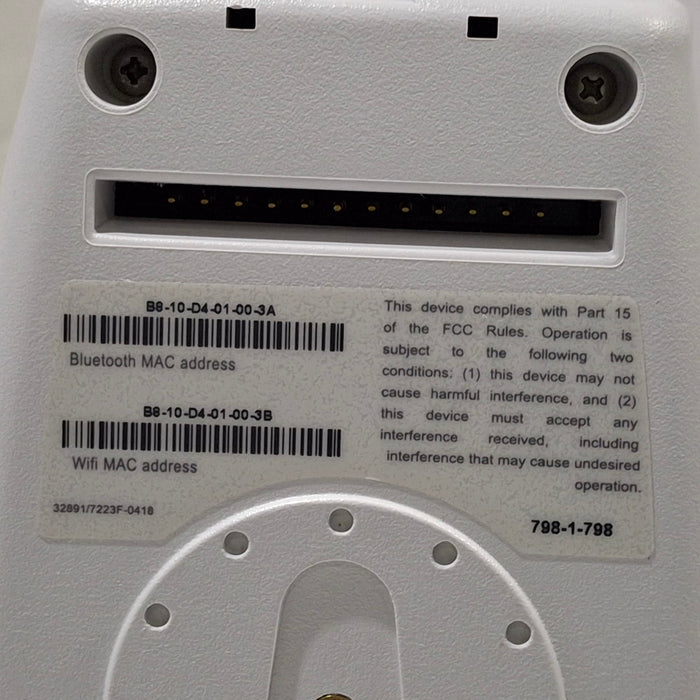 B8-10-D4-01-00-3A
Bluetooth MAC address
B8-10-D4-01-00-3B
Wifi MAC address
32891/7223F-0418
This device complies with Part 15
of the FCC Rules. Operation is
subject to the following two
conditions: (1) this device may not
cause harmful interference, and (2)
this device must accept any
interference received, including
interference that may cause undesired
operation.
798-1-798